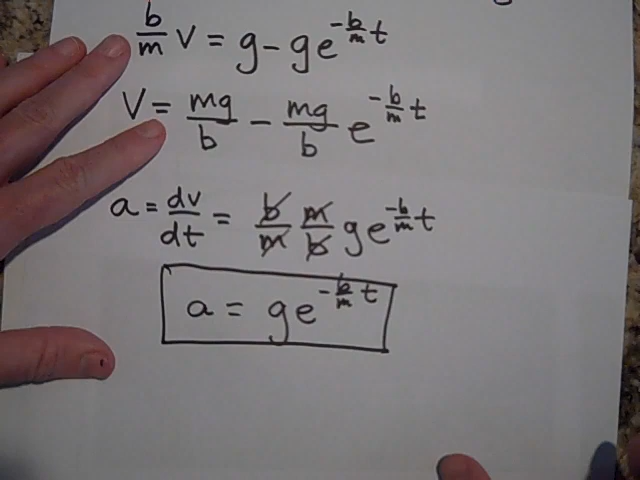 b/m v = g - ge^(-b/m t)
v = mg/b - mg/b e^(-b/m t)
a = dv/dt = b/m m/b ge^(-b/m t)
a = ge^(-b/m t)